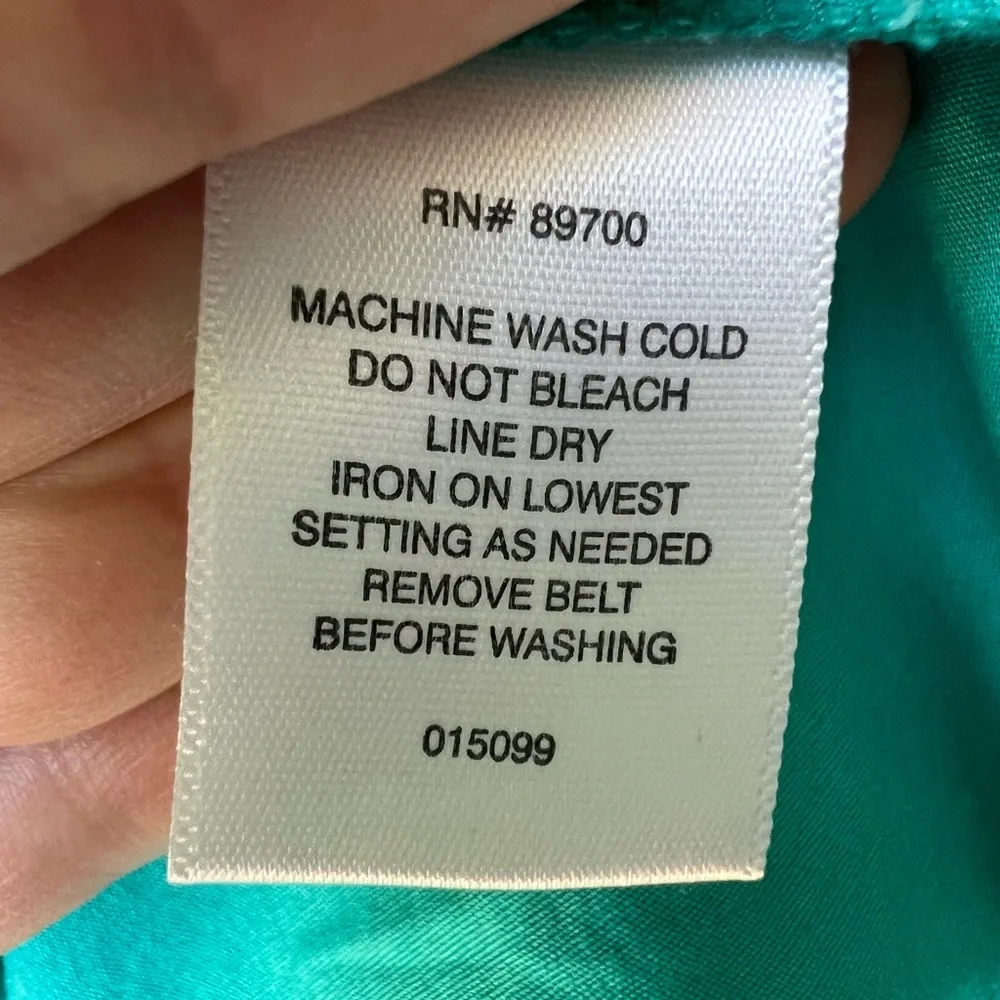 RN# 89700
MACHINE WASH COLD
DO NOT BLEACH
LINE DRY
IRON ON LOWEST
SETTING AS NEEDED
REMOVE BELT
BEFORE WASHING
015099